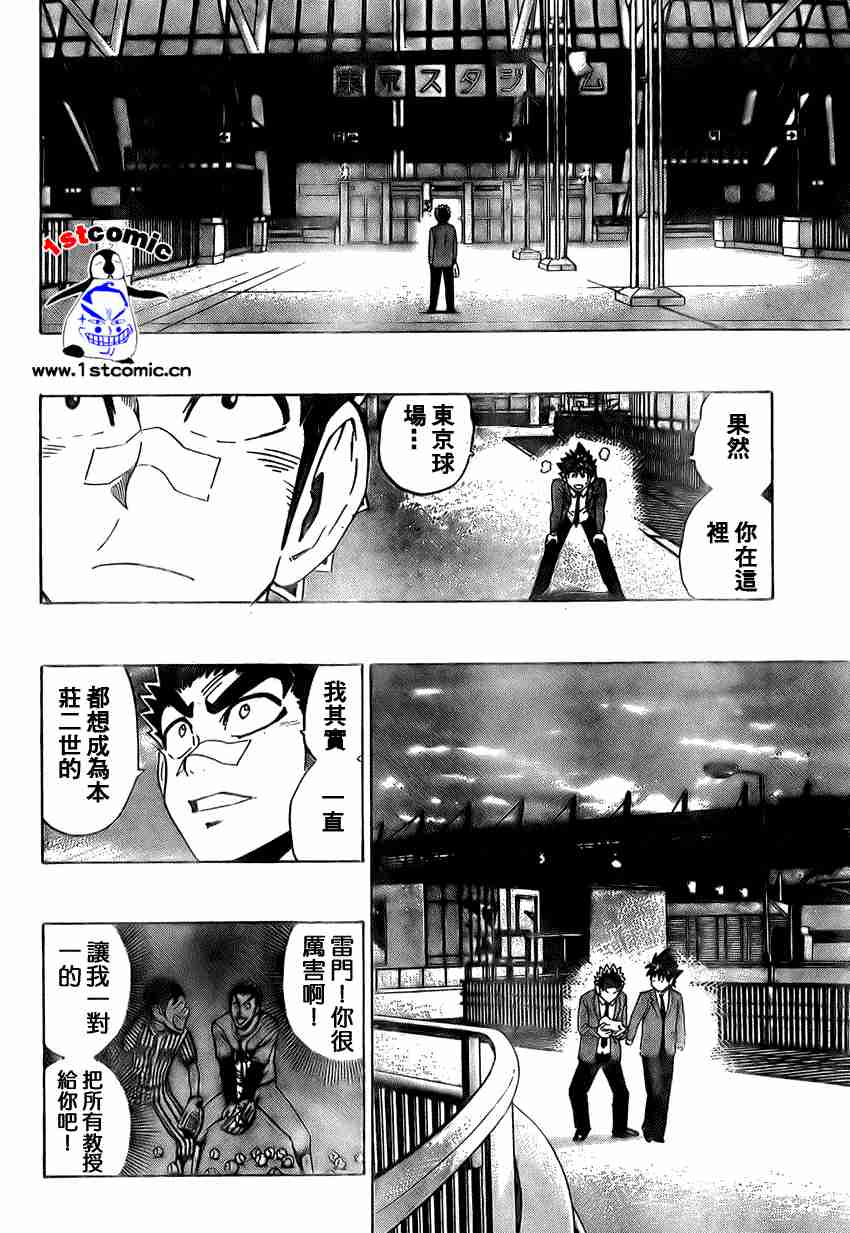 東京スタジアム
1stcomic
www.1stcomic.cn
果然
你在這
裡
東京球
場…
我其實
一直
都想成為本
莊二世的
雷門！你很
厲害啊！
讓我一對
一的
把所有教授
給你吧！